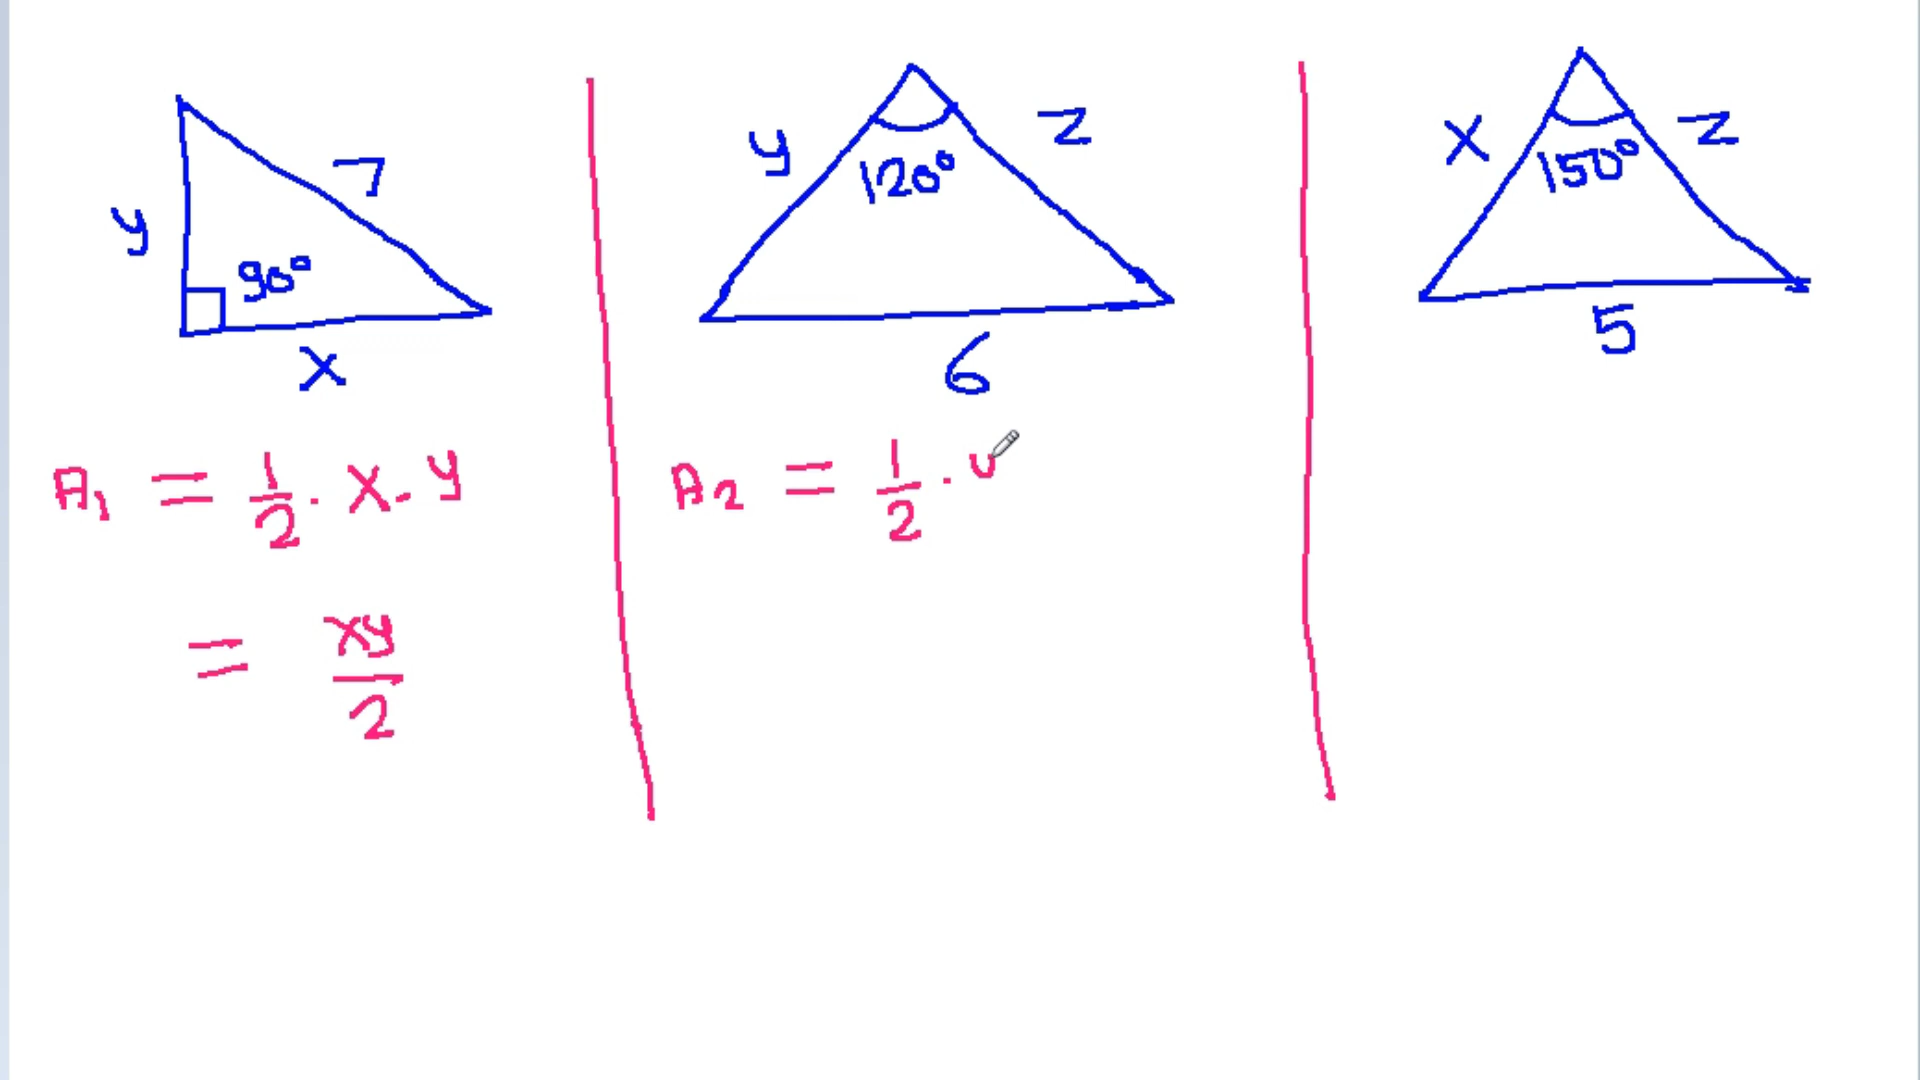 y
7
90°
x
A₁ = 1/2 . x . y
= xy/2
y
z
120°
6
A₂ = 1/2 .
x
z
150°
5